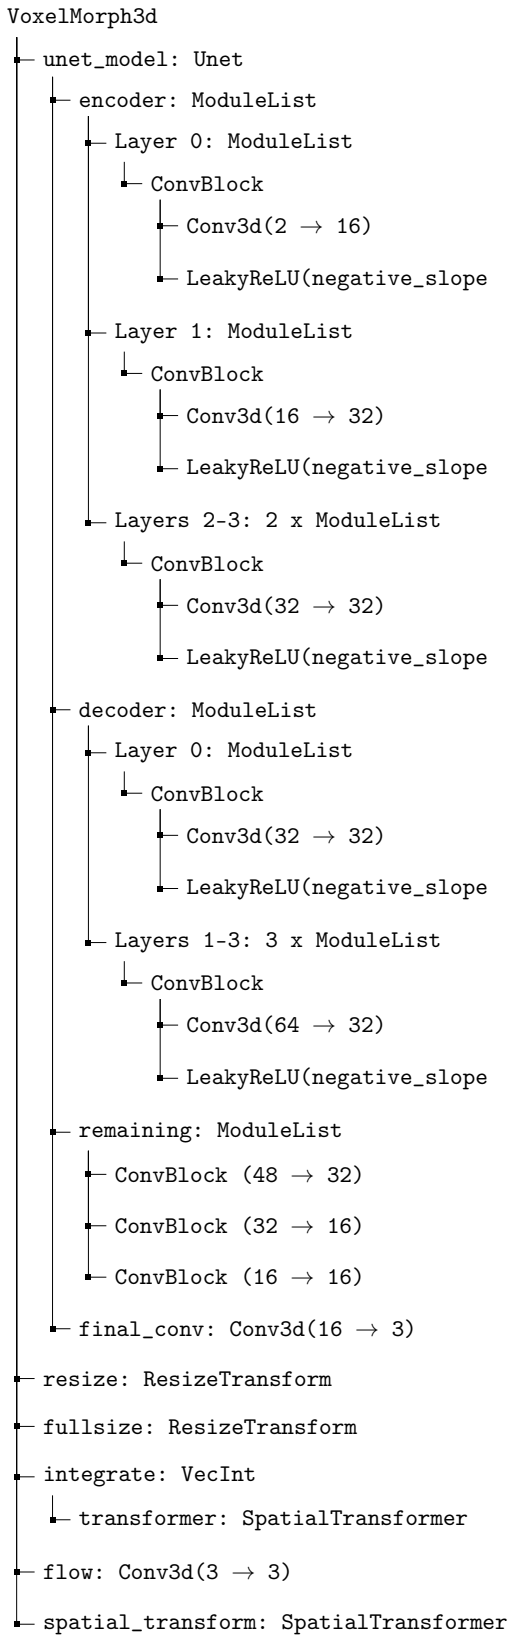 VoxelMorph3d
unet_model: Unet
encoder: ModuleList
Layer 0: ModuleList
ConvBlock
Conv3d(2 → 16)
LeakyReLU(negative_slope
Layer 1: ModuleList
ConvBlock
Conv3d(16 → 32)
LeakyReLU(negative_slope
Layers 2-3: 2 x ModuleList
ConvBlock
Conv3d(32 → 32)
LeakyReLU(negative_slope
decoder: ModuleList
Layer 0: ModuleList
ConvBlock
Conv3d(32 → 32)
LeakyReLU(negative_slope
Layers 1-3: 3 x ModuleList
ConvBlock
Conv3d(64 → 32)
LeakyReLU(negative_slope
remaining: ModuleList
ConvBlock (48 → 32)
ConvBlock (32 → 16)
ConvBlock (16 → 16)
final_conv: Conv3d(16 → 3)
resize: ResizeTransform
fullsize: ResizeTransform
integrate: VecInt
transformer: SpatialTransformer
flow: Conv3d(3 → 3)
spatial_transform: SpatialTransformer